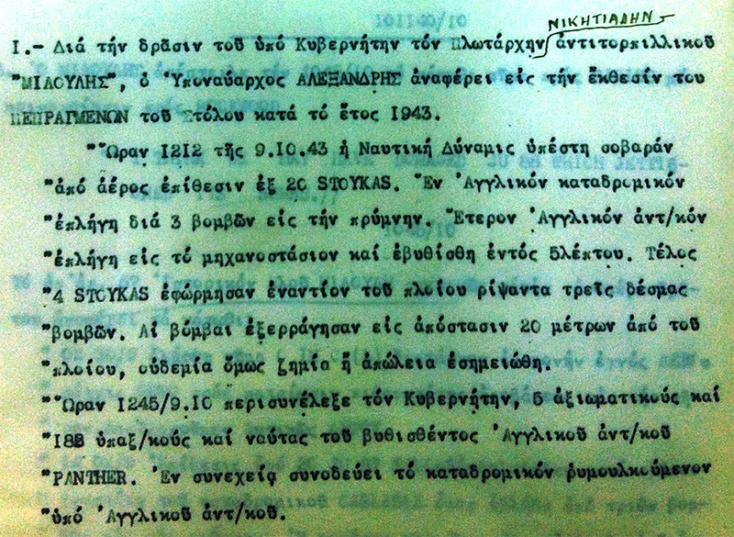 ΝΙΚΗΤΙΑΔΗΝ
Ι.- Διά τήν δρᾶσιν τοῦ ὑπό Κυβερνήτην τόν Πλωτάρχην ἀντιτορπιλλικοῦ
"ΜΙΑΟΥΛΗΣ", ὁ Ὑποναύαρχος ΑΛΕΞΑΝΔΡΗΣ ἀναφέρει εἰς τήν ἔκθεσίν του
ΠΕΠΡΑΓΜΕΝΩΝ τοῦ Στόλου κατά τό ἔτος 1943.
"Ὥραν 1212 τῆς 9.10.43 ἡ Ναυτική Δύναμις ὑπέστη σοβαράν
"ἀπό ἀέρος ἐπίθεσιν ἐξ 20 STOYKAS. Ἐν Ἀγγλικόν καταδρομικόν
"ἐπλήγη διά 3 βομβῶν εἰς τήν πρύμνην. Ἕτερον Ἀγγλικόν ἀντ/κόν
"ἐπλήγη εἰς τό μηχανοστάσιον καί ἐβυθίσθη ἐντός 5λέπτου. Τέλος
"4 STOYKAS ἐφώρμησαν ἐναντίον τοῦ πλοίου ρίψαντα τρεῖς δέσμας
"βομβῶν. Αἱ βόμβαι ἐξερράγησαν εἰς ἀπόστασιν 20 μέτρων ἀπό τοῦ
"πλοίου, οὐδεμία ὅμως ζημία ἤ ἀπώλεια ἐσημειώθη.
"Ὥραν 1245/9.10 περισυνέλεξε τόν Κυβερνήτην, 5 ἀξιωματικούς καί
"188 ὑπαξ/κούς καί ναύτας τοῦ βυθισθέντος Ἀγγλικοῦ ἀντ/κοῦ
"PANTHER. Ἐν συνεχείᾳ συνοδεύει τό καταδρομικόν ρυμουλκούμενον
"ὑπό Ἀγγλικοῦ ἀντ/κοῦ.